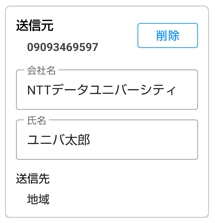 送信元
09093469597
削除
会社名
NTTデータユニバーシティ
氏名
ユニバ太郎
送信先
地域